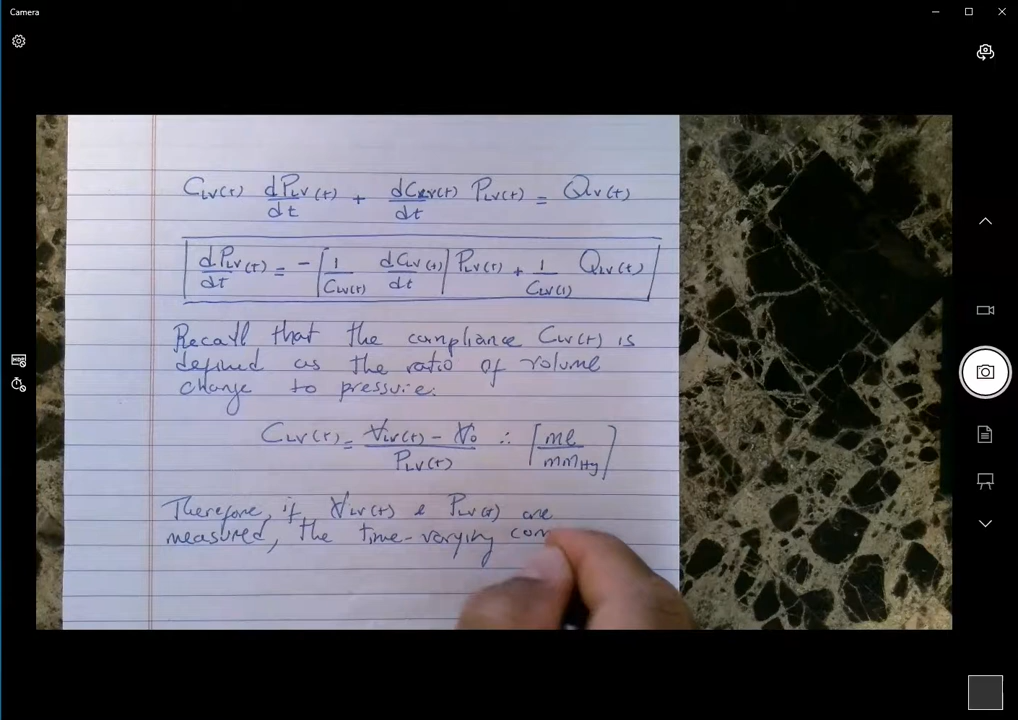 Camera
C_LV(t) dP_LV(t)/dt + dC_LV(t)/dt P_LV(t) = Q_LV(t)
dP_LV(t)/dt = - [1/C_LV(t) dC_LV(t)/dt] P_LV(t) + 1/C_LV(t) Q_LV(t)
Recall that the compliance C_LV(t) is
defined as the ratio of volume
change to pressure:
C_LV(t) = V_LV(t) - V_0 / P_LV(t) ∴ [ml/mmHg]
Therefore, if V_LV(t) & P_LV(t) are
measured, the time-varying com